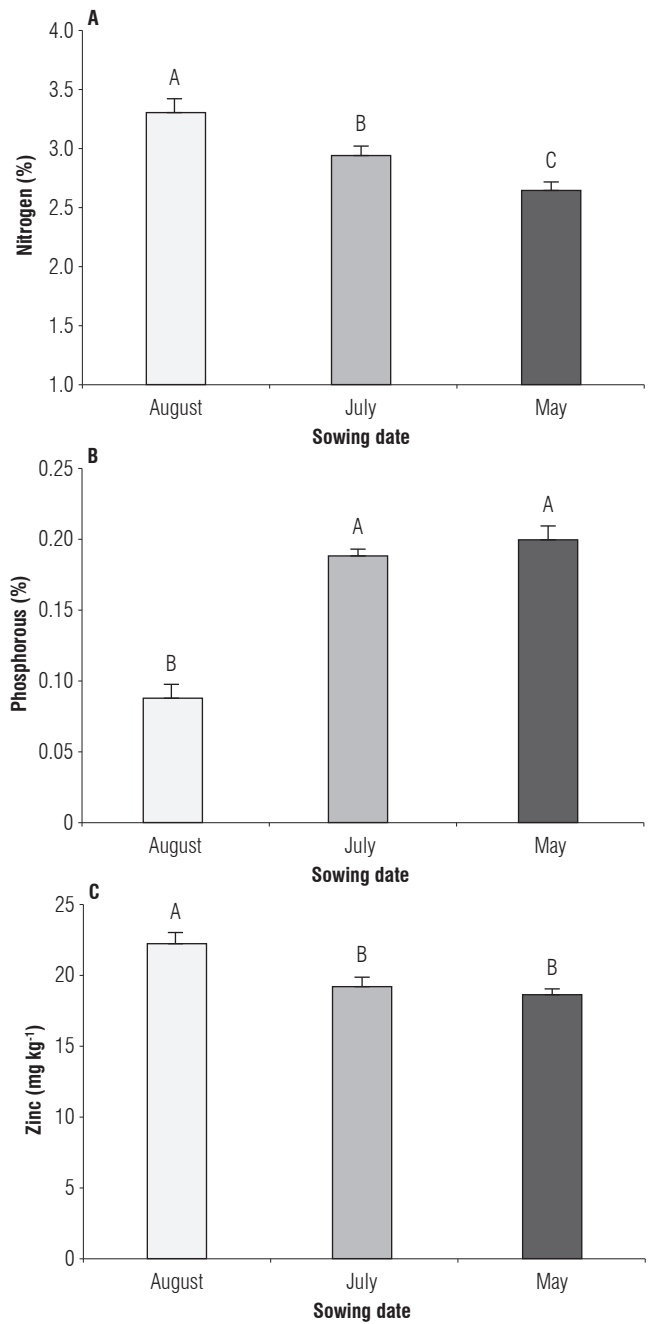 A
4.0
3.5
3.0
2.5
2.0
1.5
1.0
Nitrogen (%)
A
B
C
August July May
Sowing date
B
0.25
0.20
0.15
0.10
0.05
0
Phosphorous (%)
B
A
A
August July May
Sowing date
C
25
20
15
10
5
0
Zinc (mg kg⁻¹)
A
B
B
August July May
Sowing date